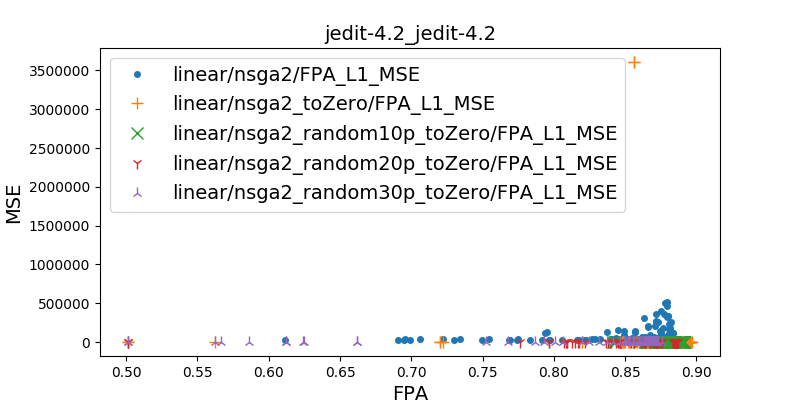 jedit-4.2_jedit-4.2
3500000
3000000
2500000
2000000
1500000
1000000
500000
0
MSE
linear/nsga2/FPA_L1_MSE
linear/nsga2_toZero/FPA_L1_MSE
linear/nsga2_random10p_toZero/FPA_L1_MSE
linear/nsga2_random20p_toZero/FPA_L1_MSE
linear/nsga2_random30p_toZero/FPA_L1_MSE
0.50 0.55 0.60 0.65 0.70 0.75 0.80 0.85 0.90
FPA